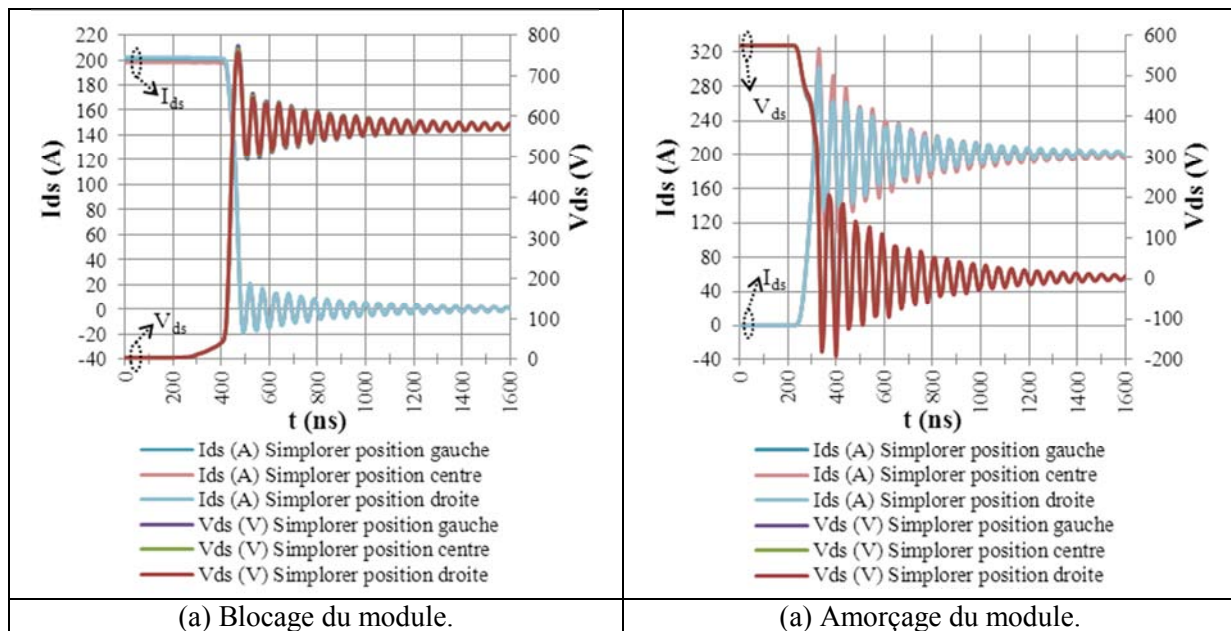 220
200
180
160
140
120
100
80
60
40
20
0
-20
-40
Ids (A)
800
700
600
500
400
300
200
100
0
Vds (V)
Ids
Vds
0
200
400
600
800
1000
1200
1400
1600
t (ns)
Ids (A) Simplorer position gauche
Ids (A) Simplorer position centre
Ids (A) Simplorer position droite
Vds (V) Simplorer position gauche
Vds (V) Simplorer position centre
Vds (V) Simplorer position droite
(a) Blocage du module.
320
280
240
200
160
120
80
40
0
-40
Ids (A)
600
500
400
300
200
100
0
-100
-200
Vds (V)
Vds
Ids
0
200
400
600
800
1000
1200
1400
1600
t (ns)
Ids (A) Simplorer position gauche
Ids (A) Simplorer position centre
Ids (A) Simplorer position droite
Vds (V) Simplorer position gauche
Vds (V) Simplorer position centre
Vds (V) Simplorer position droite
(a) Amorçage du module.